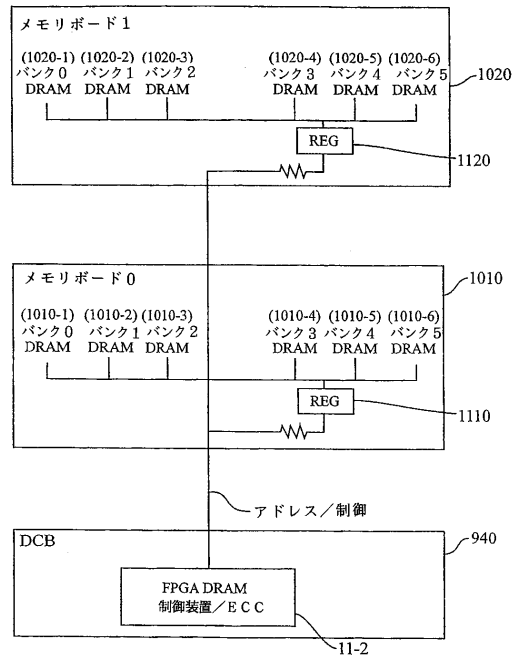 メモリボード1
(1020-1) (1020-2) (1020-3) (1020-4) (1020-5) (1020-6)
バンク0 バンク1 バンク2 バンク3 バンク4 バンク5
DRAM DRAM DRAM DRAM DRAM DRAM
1020
REG
1120
メモリボード0
1010
(1010-1) (1010-2) (1010-3) (1010-4) (1010-5) (1010-6)
バンク0 バンク1 バンク2 バンク3 バンク4 バンク5
DRAM DRAM DRAM DRAM DRAM DRAM
REG
1110
アドレス/制御
DCB
940
FPGA DRAM
制御装置/ECC
11-2